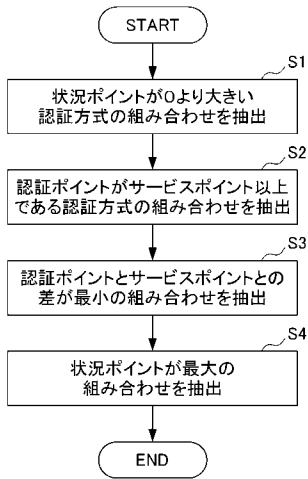 START
S1
状況ポイントが0より大きい
認証方式の組み合わせを抽出
S2
認証ポイントがサービスポイント以上
である認証方式の組み合わせを抽出
S3
認証ポイントとサービスポイントとの
差が最小の組み合わせを抽出
S4
状況ポイントが最大の
組み合わせを抽出
END